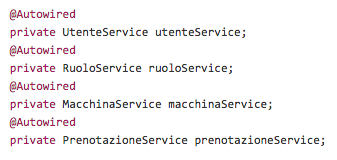 @Autowired
private UtenteService utenteService;
@Autowired
private RuoloService ruoloService;
@Autowired
private MacchinaService macchinaService;
@Autowired
private PrenotazioneService prenotazioneService;